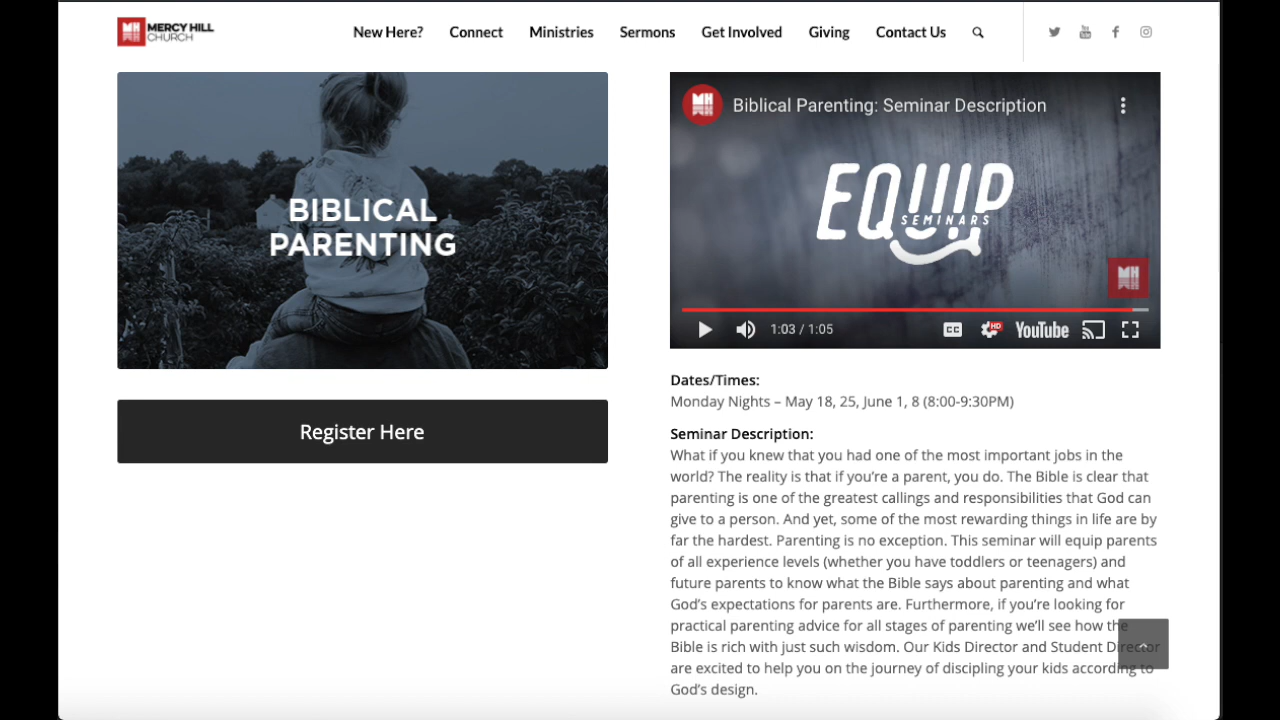 MERCY HILL
CHURCH
New Here? Connect Ministries Sermons Get Involved Giving Contact Us
BIBLICAL
PARENTING
Register Here
MH
Biblical Parenting: Seminar Description
EQUIP
SEMINARS
MH
1:03 / 1:05
CC HD YouTube
Dates/Times:
Monday Nights – May 18, 25, June 1, 8 (8:00-9:30PM)
Seminar Description:
What if you knew that you had one of the most important jobs in the
world? The reality is that if you're a parent, you do. The Bible is clear that
parenting is one of the greatest callings and responsibilities that God can
give to a person. And yet, some of the most rewarding things in life are by
far the hardest. Parenting is no exception. This seminar will equip parents
of all experience levels (whether you have toddlers or teenagers) and
future parents to know what the Bible says about parenting and what
God's expectations for parents are. Furthermore, if you're looking for
practical parenting advice for all stages of parenting we'll see how the
Bible is rich with just such wisdom. Our Kids Director and Student Director
are excited to help you on the journey of discipling your kids according to
God's design.